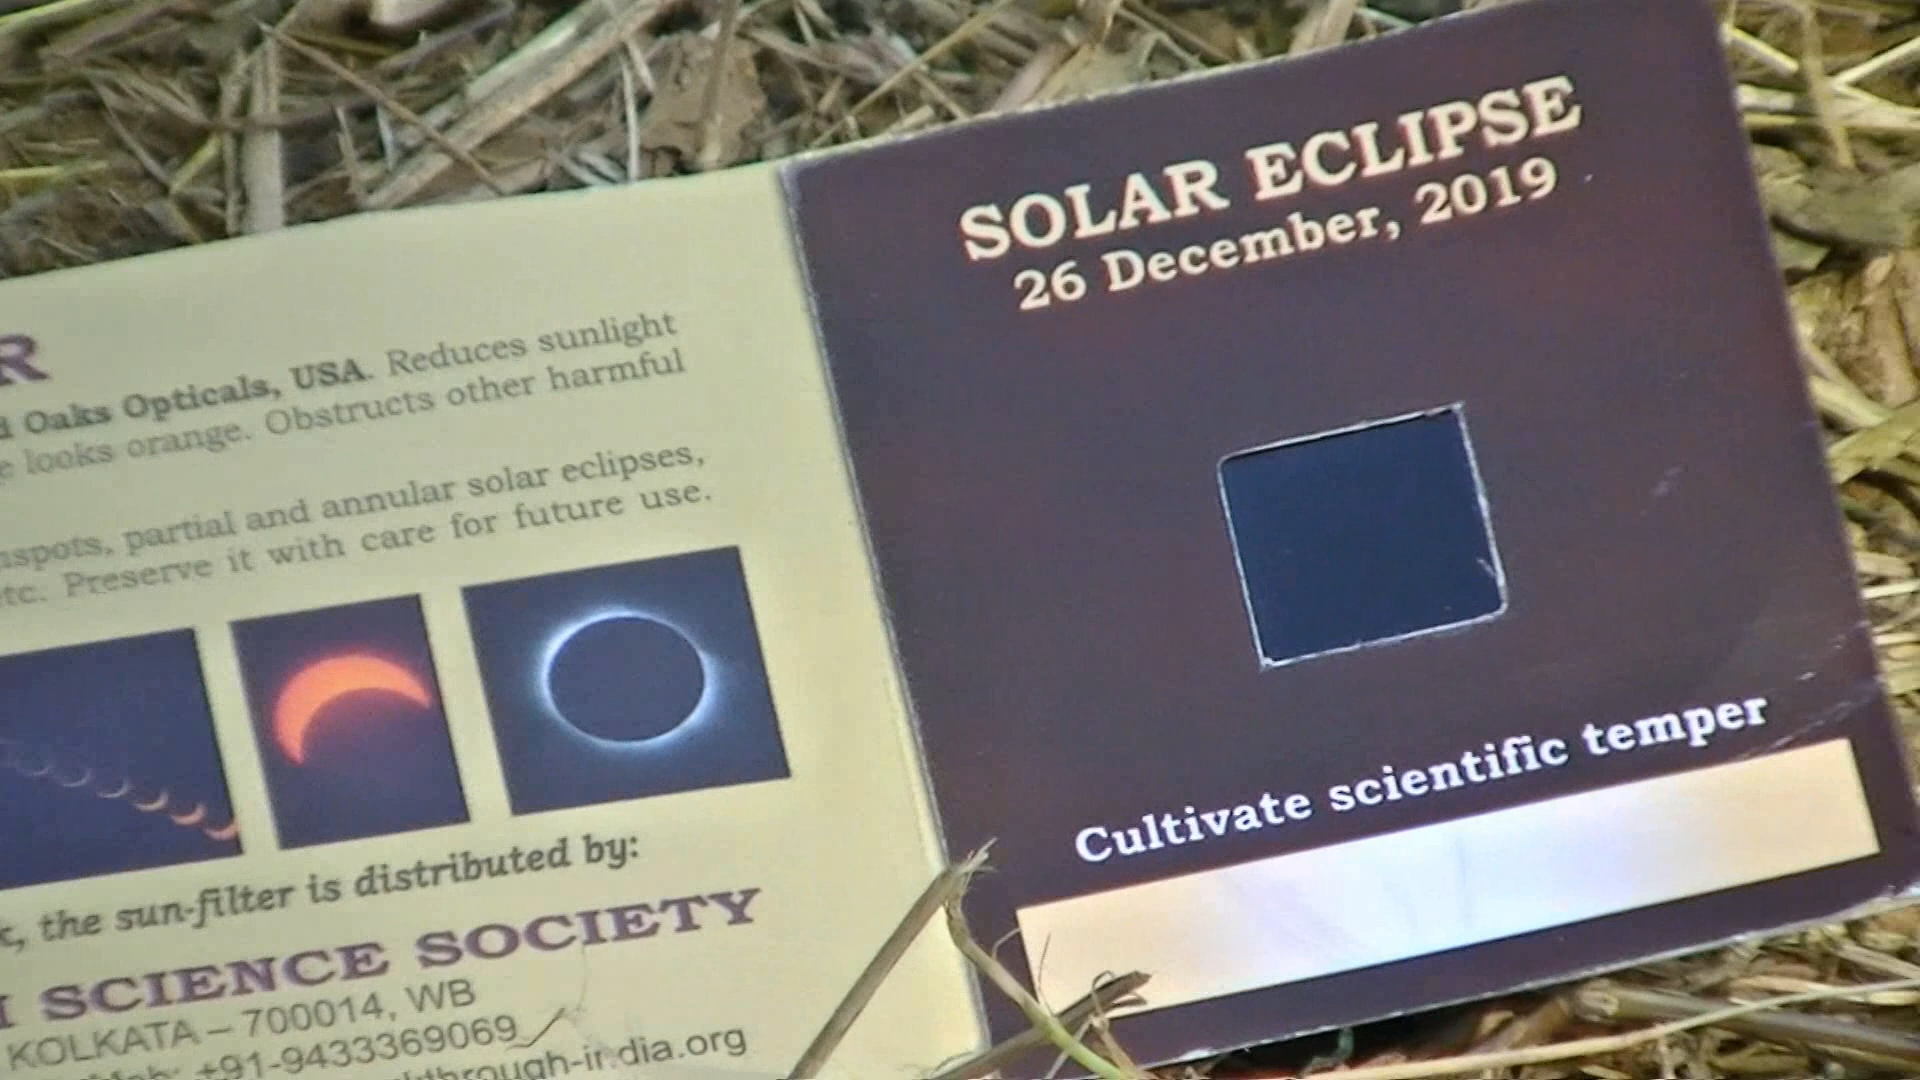 R
Oaks Opticals, USA. Reduces sunlight
looks orange. Obstructs other harmful
partial and annular solar eclipses,
Preserve it with care for future use.
the sun-filter is distributed by:
SCIENCE SOCIETY
KOLKATA – 700014, WB
+91-9433369069
SOLAR ECLIPSE
26 December, 2019
Cultivate scientific temper